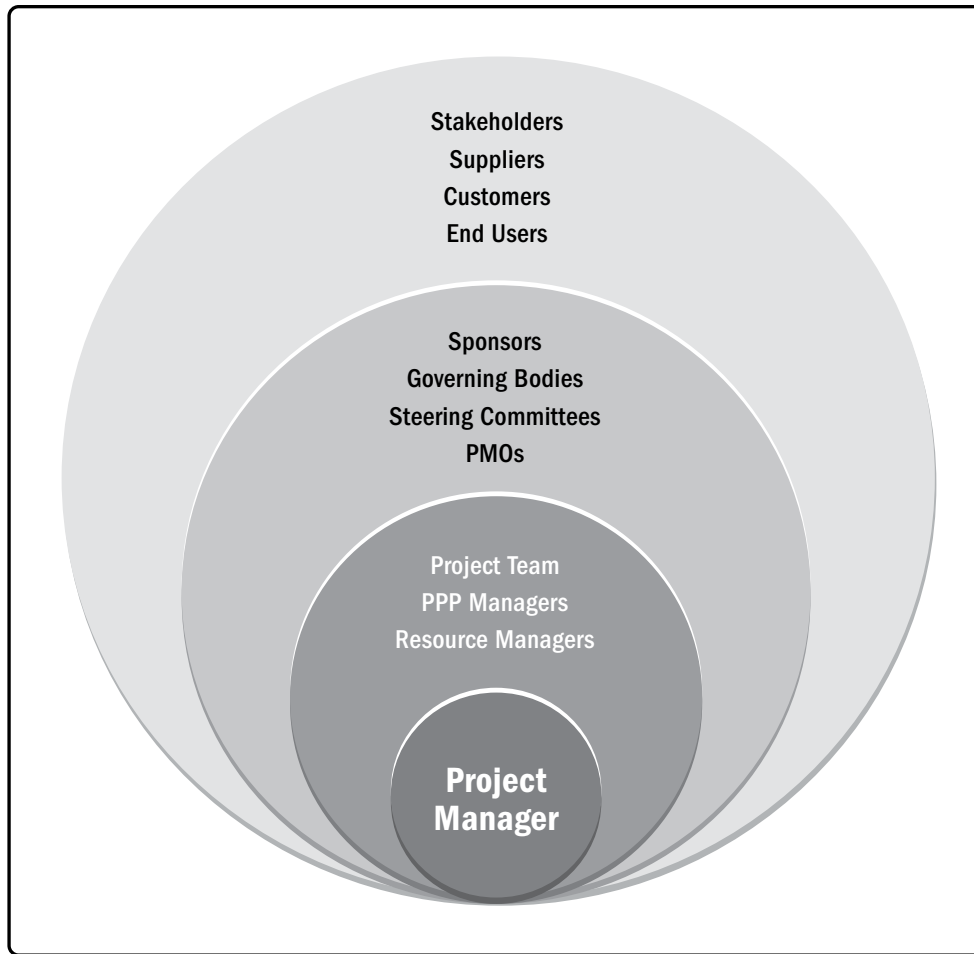 Stakeholders
Suppliers
Customers
End Users
Sponsors
Governing Bodies
Steering Committees
PMOs
Project Team
PPP Managers
Resource Managers
Project
Manager